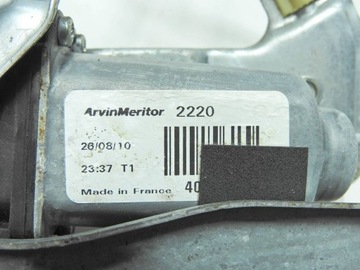 ArvinMeritor 2220
26/08/10
23:37 T1
Made in France 40